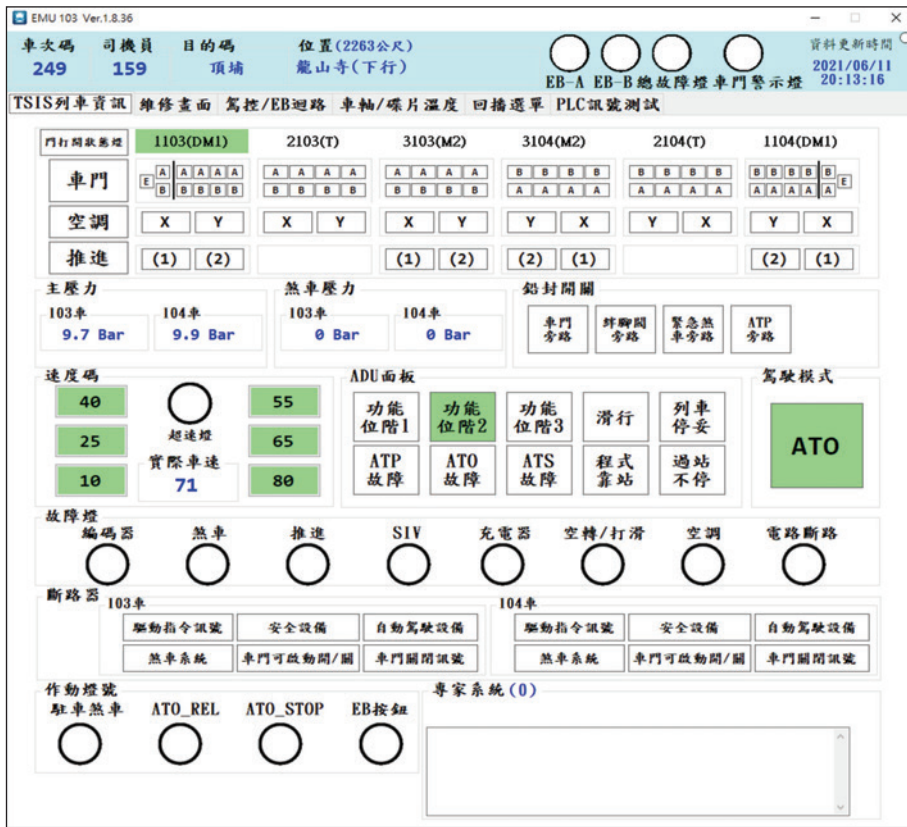 EMU 103 Ver.1.8.36
車次碼 司機員 目的碼 位置(2263公尺) 資料更新時間
249 159 頂埔 龍山寺(下行) 2021/06/11
20:13:16
EB-A EB-B 總故障燈 車門警示燈
TSIS列車資訊 維修畫面 駕控/EB迴路 車軸/碟片溫度 回播選單 PLC訊號測試
門打開狀態燈 1103(DM1) 2103(T) 3103(M2) 3104(M2) 2104(T) 1104(DM1)
車門
E A A A A A A A A A A A A A B B B B B B B B B B B B B E
B B B B B B B B B B B B B A A A A A A A A A A A A A
空調 X Y X Y X Y Y X Y X Y X
推進 (1) (2) (1) (2) (2) (1) (2) (1)
主壓力 煞車壓力 鉛封開關
103車 104車 103車 104車
9.7 Bar 9.9 Bar 0 Bar 0 Bar
車門旁路 絆腳閥旁路 緊急煞車旁路 ATP旁路
速度碼 ADU面板 駕駛模式
40 55
25 超速燈 65
實際車速
10 71 80
功能位階1 功能位階2 功能位階3 滑行 列車停妥
ATP故障 ATO故障 ATS故障 程式靠站 過站不停
ATO
故障燈
編碼器 煞車 推進 SIV 充電器 空轉/打滑 空調 電路斷路
斷路器
103車 104車
驅動指令訊號 安全設備 自動駕駛設備 驅動指令訊號 安全設備 自動駕駛設備
煞車系統 車門可啟動開/關 車門關閉訊號 煞車系統 車門可啟動開/關 車門關閉訊號
作動燈號 專家系統(0)
駐車煞車 ATO_REL ATO_STOP EB按鈕